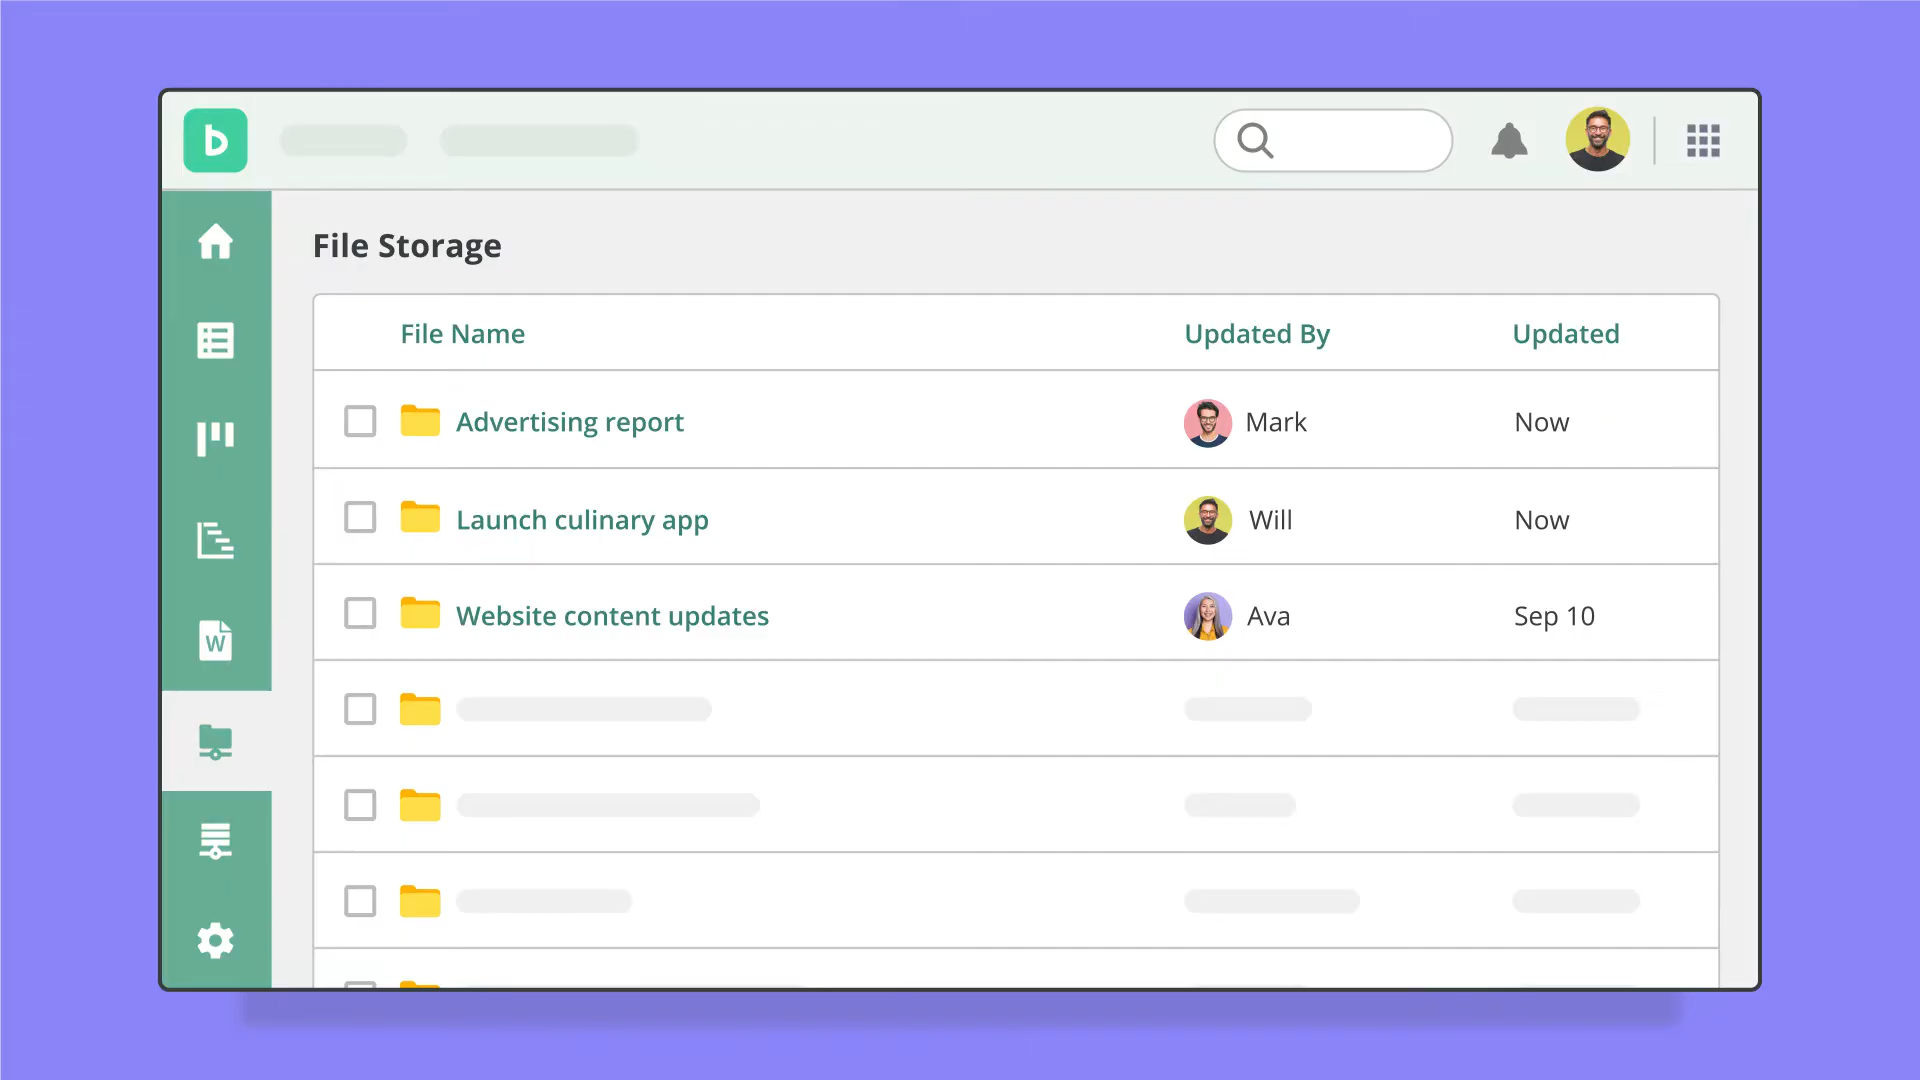 b
File Storage
File Name Updated By Updated
Advertising report Mark Now
Launch culinary app Will Now
Website content updates Ava Sep 10
W